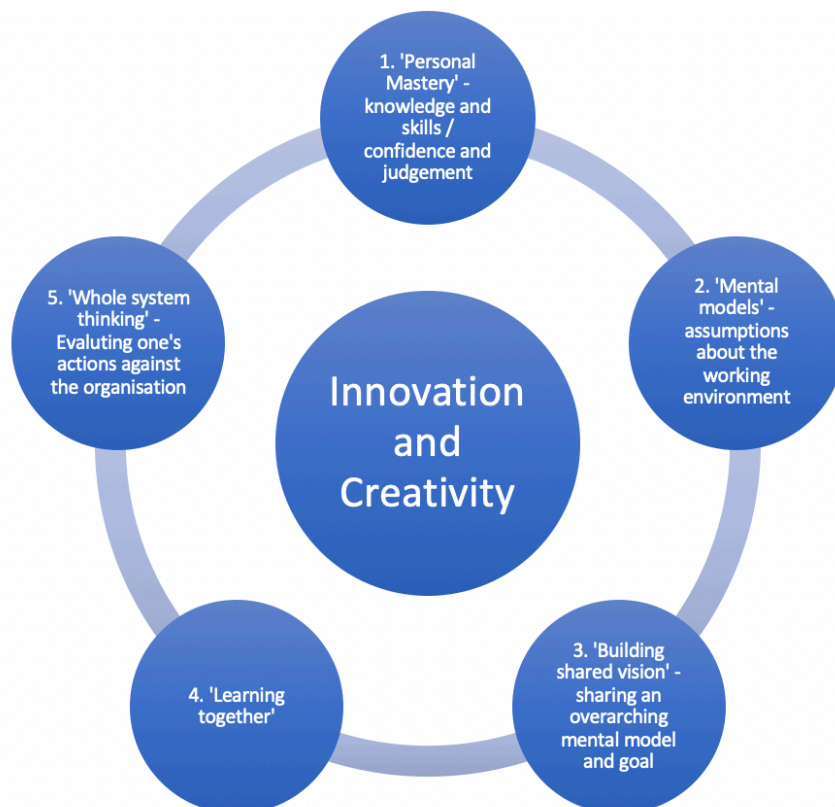 1. 'Personal
Mastery' -
knowledge and
skills /
confidence and
judgement
2. 'Mental
models' -
assumptions
about the
working
environment
3. 'Building
shared vision' -
sharing an
overarching
mental model
and goal
4. 'Learning
together'
5. 'Whole system
thinking' -
Evaluting one's
actions against
the organisation
Innovation
and
Creativity